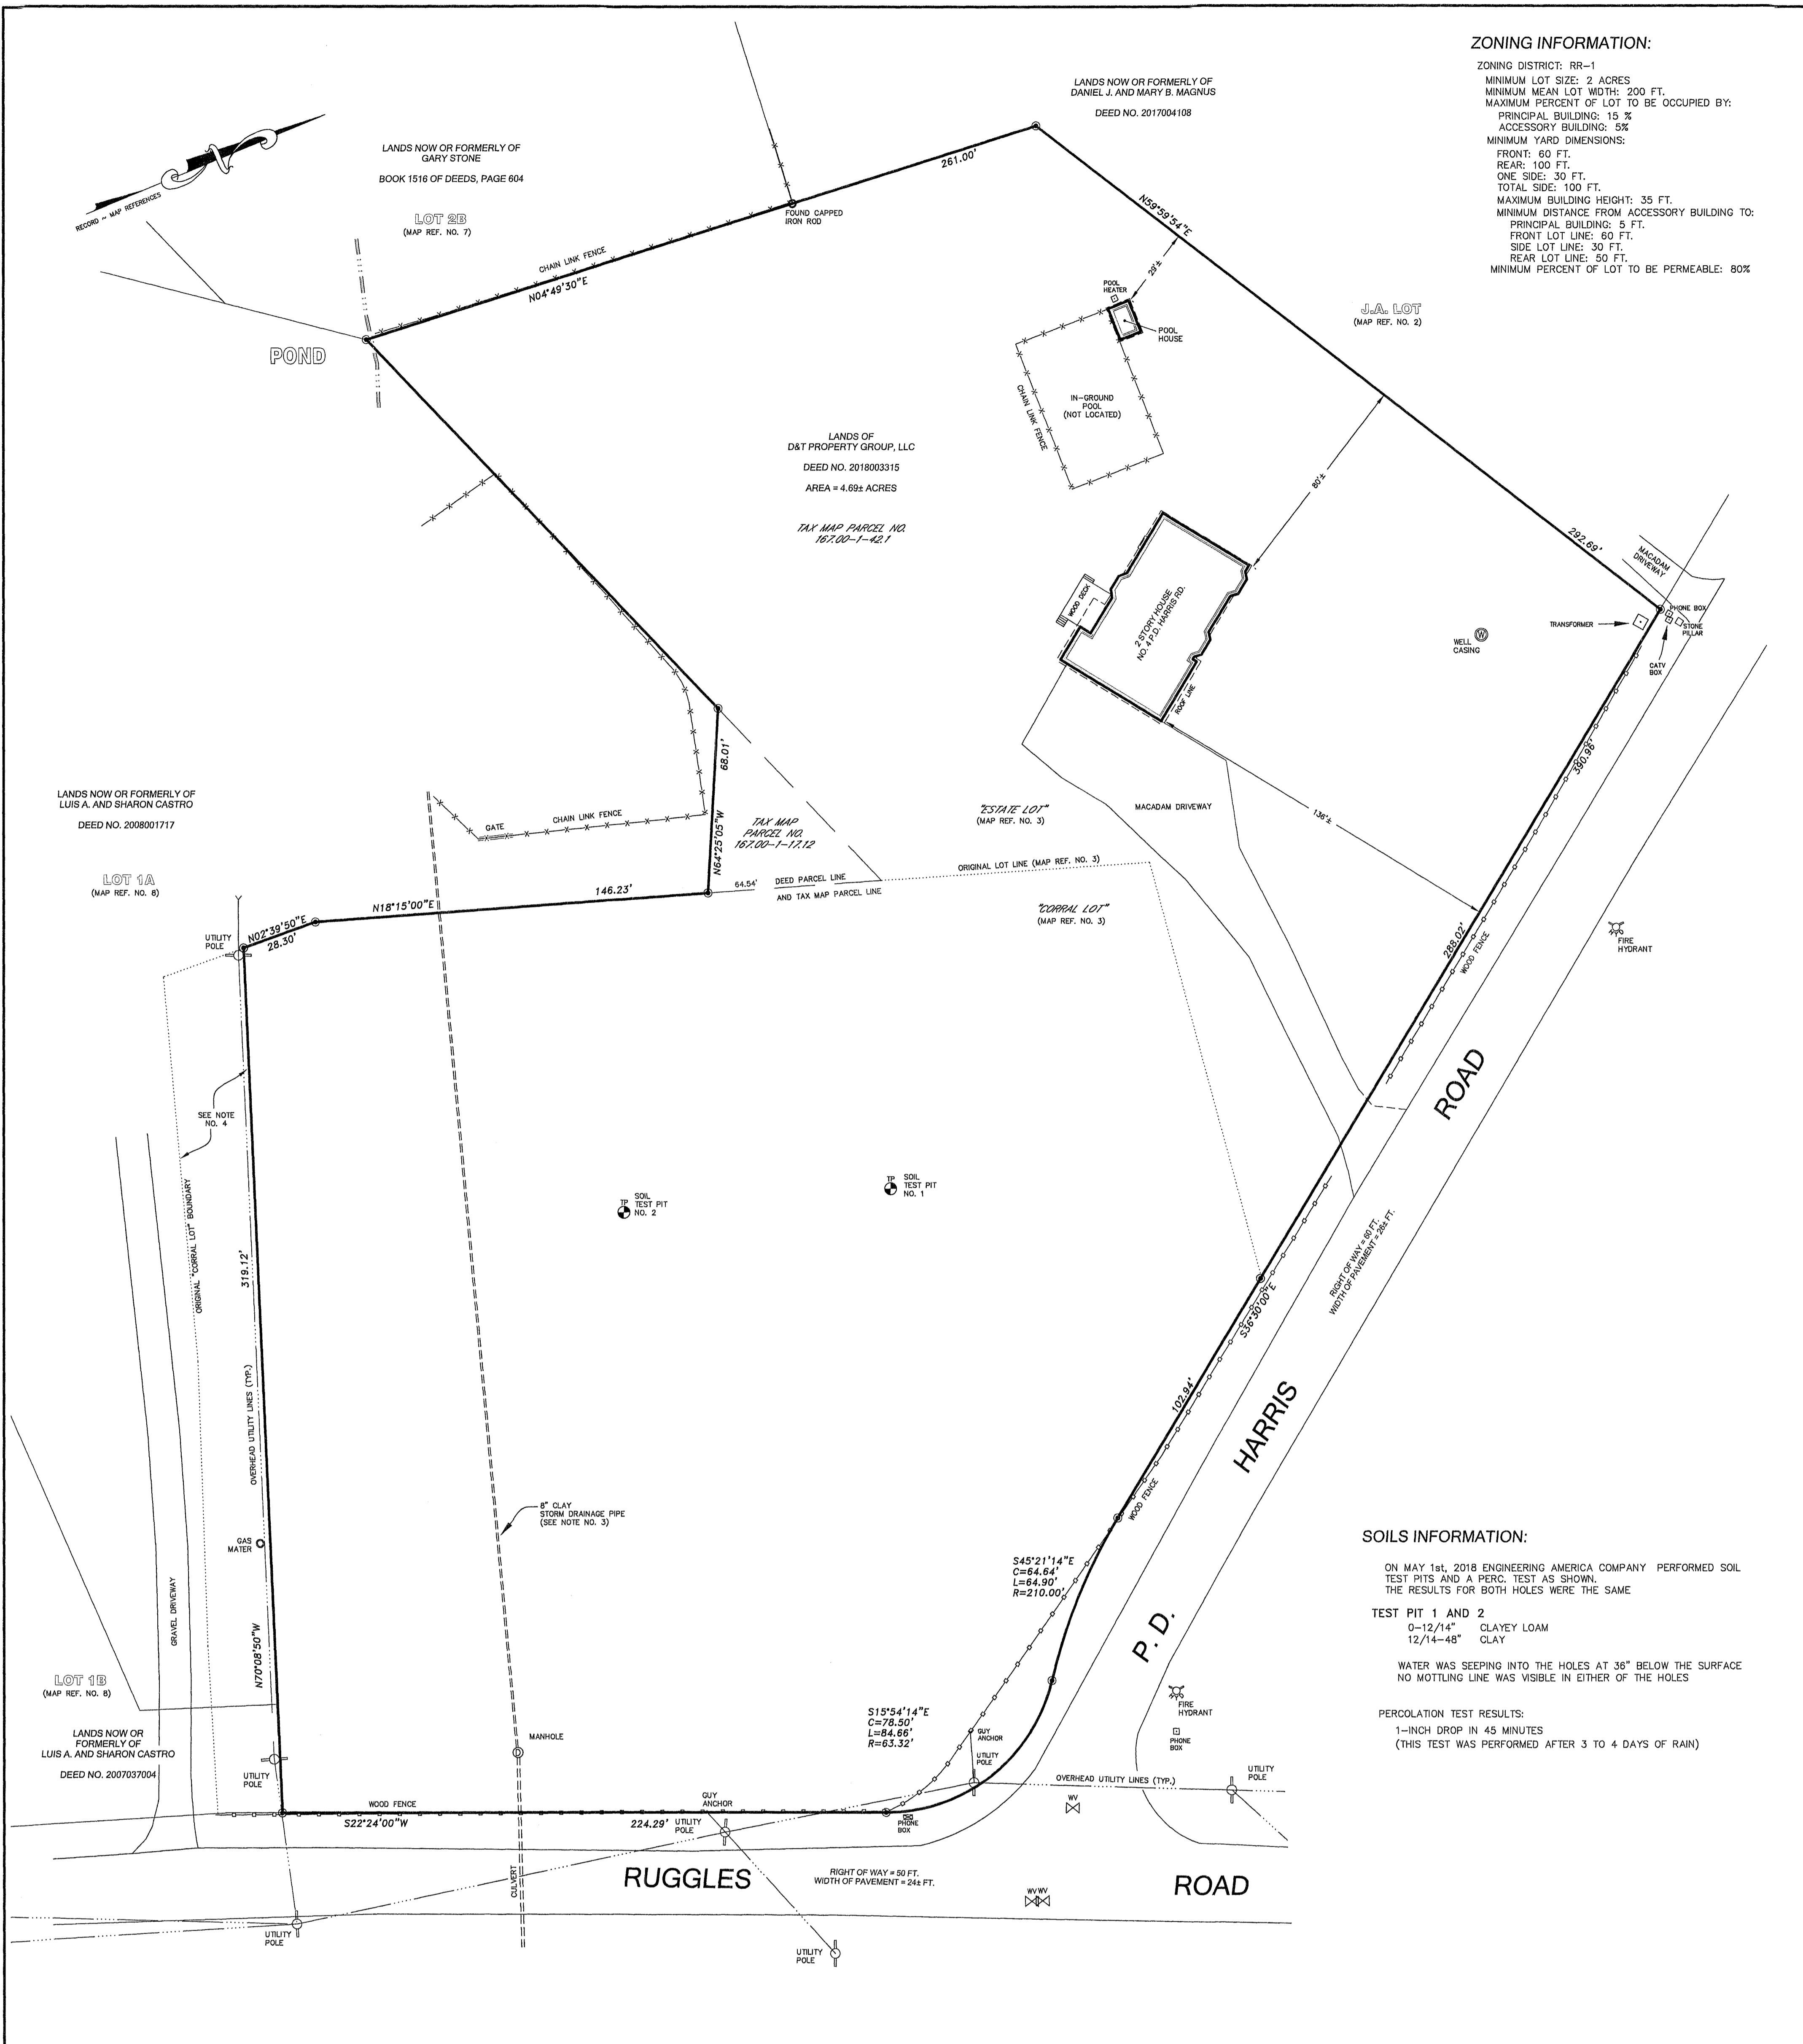 ZONING INFORMATION:
ZONING DISTRICT: RR-1
MINIMUM LOT SIZE: 2 ACRES
MINIMUM MEAN LOT WIDTH: 200 FT.
MAXIMUM PERCENT OF LOT TO BE OCCUPIED BY:
PRINCIPAL BUILDING: 15 %
ACCESSORY BUILDING: 5%
MINIMUM YARD DIMENSIONS:
FRONT: 60 FT.
REAR: 100 FT.
ONE SIDE: 30 FT.
TOTAL SIDE: 100 FT.
MAXIMUM BUILDING HEIGHT: 35 FT.
MINIMUM DISTANCE FROM ACCESSORY BUILDING TO:
PRINCIPAL BUILDING: 5 FT.
FRONT LOT LINE: 60 FT.
SIDE LOT LINE: 30 FT.
REAR LOT LINE: 50 FT.
MINIMUM PERCENT OF LOT TO BE PERMEABLE: 80%
LANDS NOW OR FORMERLY OF
DANIEL J. AND MARY B. MAGNUS
DEED NO. 2017004108
N
RECORD ~ MAP REFERENCES
LANDS NOW OR FORMERLY OF
GARY STONE
BOOK 1516 OF DEEDS, PAGE 604
LOT 2B
(MAP REF. NO. 7)
261.00'
FOUND CAPPED
IRON ROD
CHAIN LINK FENCE
N04°49'30"E
N59°59'54"E
29'±
POOL
HEATER
POOL
HOUSE
J.A. LOT
(MAP REF. NO. 2)
POND
CHAIN LINK FENCE
IN-GROUND
POOL
(NOT LOCATED)
LANDS OF
D&T PROPERTY GROUP, LLC
DEED NO. 2018003315
AREA = 4.69± ACRES
TAX MAP PARCEL NO.
167.00-1-42.1
80'±
292.69'
MACADAM
DRIVEWAY
WOOD DECK
2 STORY HOUSE
NO. 4 P.D. HARRIS RD.
ROOF LINE
TRANSFORMER
PHONE BOX
STONE
PILLAR
CATV
BOX
WELL
CASING
W
390.96'
68.01'
N64°25'05"W
LANDS NOW OR FORMERLY OF
LUIS A. AND SHARON CASTRO
DEED NO. 2008001717
GATE
CHAIN LINK FENCE
TAX MAP
PARCEL NO.
167.00-1-17.12
"ESTATE LOT"
(MAP REF. NO. 3)
MACADAM DRIVEWAY
136'±
LOT 1A
(MAP REF. NO. 8)
146.23'
N18°15'00"E
64.54'
DEED PARCEL LINE
AND TAX MAP PARCEL LINE
ORIGINAL LOT LINE (MAP REF. NO. 3)
"CORRAL LOT"
(MAP REF. NO. 3)
UTILITY
POLE
N02°39'50"E
28.30'
288.02'
WOOD FENCE
FIRE
HYDRANT
SEE NOTE
NO. 4
ORIGINAL "CORRAL LOT" BOUNDARY
319.12'
OVERHEAD UTILITY LINES (TYP.)
TP
SOIL
TEST PIT
NO. 2
TP
SOIL
TEST PIT
NO. 1
ROAD
RIGHT OF WAY = 60 FT.
WIDTH OF PAVEMENT = 26± FT.
S36°30'00"E
102.94'
HARRIS
WOOD FENCE
8" CLAY
STORM DRAINAGE PIPE
(SEE NOTE NO. 3)
GAS
MATER
GRAVEL DRIVEWAY
N70°08'50"W
S45°21'14"E
C=64.64'
L=64.90'
R=210.00'
P. D.
SOILS INFORMATION:
ON MAY 1st, 2018 ENGINEERING AMERICA COMPANY PERFORMED SOIL
TEST PITS AND A PERC. TEST AS SHOWN.
THE RESULTS FOR BOTH HOLES WERE THE SAME
TEST PIT 1 AND 2
0-12/14" CLAYEY LOAM
12/14-48" CLAY
WATER WAS SEEPING INTO THE HOLES AT 36" BELOW THE SURFACE
NO MOTTLING LINE WAS VISIBLE IN EITHER OF THE HOLES
PERCOLATION TEST RESULTS:
1-INCH DROP IN 45 MINUTES
(THIS TEST WAS PERFORMED AFTER 3 TO 4 DAYS OF RAIN)
LOT 1B
(MAP REF. NO. 8)
LANDS NOW OR
FORMERLY OF
LUIS A. AND SHARON CASTRO
DEED NO. 2007037004
S15°54'14"E
C=78.50'
L=84.66'
R=63.32'
MANHOLE
GUY
ANCHOR
UTILITY
POLE
FIRE
HYDRANT
PHONE
BOX
OVERHEAD UTILITY LINES (TYP.)
UTILITY
POLE
UTILITY
POLE
WV
WOOD FENCE
S22°24'00"W
224.29'
GUY
ANCHOR
UTILITY
POLE
PHONE
BOX
CULVERT
RUGGLES
RIGHT OF WAY = 50 FT.
WIDTH OF PAVEMENT = 24± FT.
WV WV
ROAD
UTILITY
POLE
UTILITY
POLE